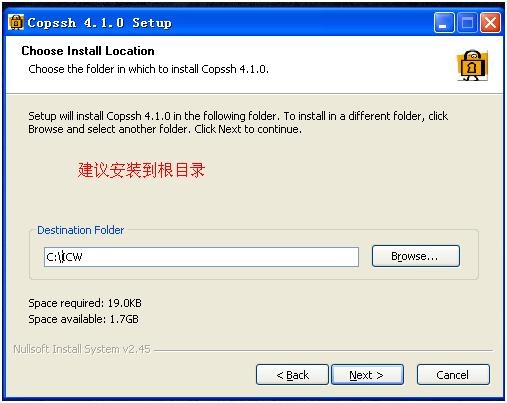 Copssh 4.1.0 Setup
Choose Install Location
Choose the folder in which to install Copssh 4.1.0.
Setup will install Copssh 4.1.0 in the following folder. To install in a different folder, click
Browse and select another folder. Click Next to continue.
建议安装到根目录
Destination Folder
C:\ICW
Browse...
Space required: 19.0KB
Space available: 1.7GB
Nullsoft Install System v2.45
< Back
Next >
Cancel